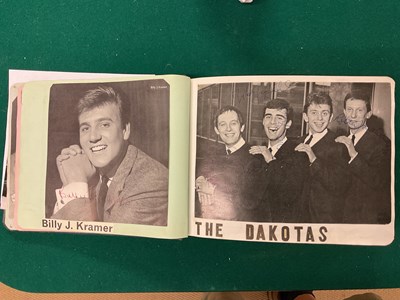 Billy J. Kramer
THE DAKOTAS